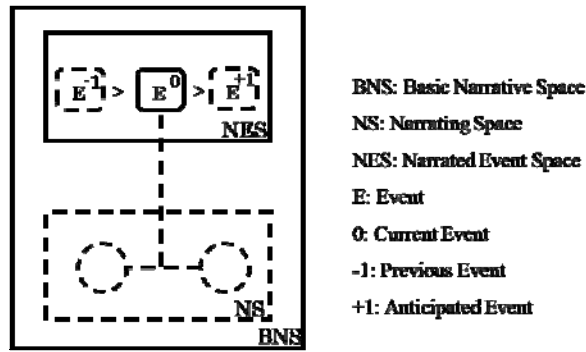 E-1 > E0 > E+1
NES
NS
BNS
BNS: Basic Narrative Space
NS: Narrating Space
NES: Narrated Event Space
E: Event
0: Current Event
-1: Previous Event
+1: Anticipated Event